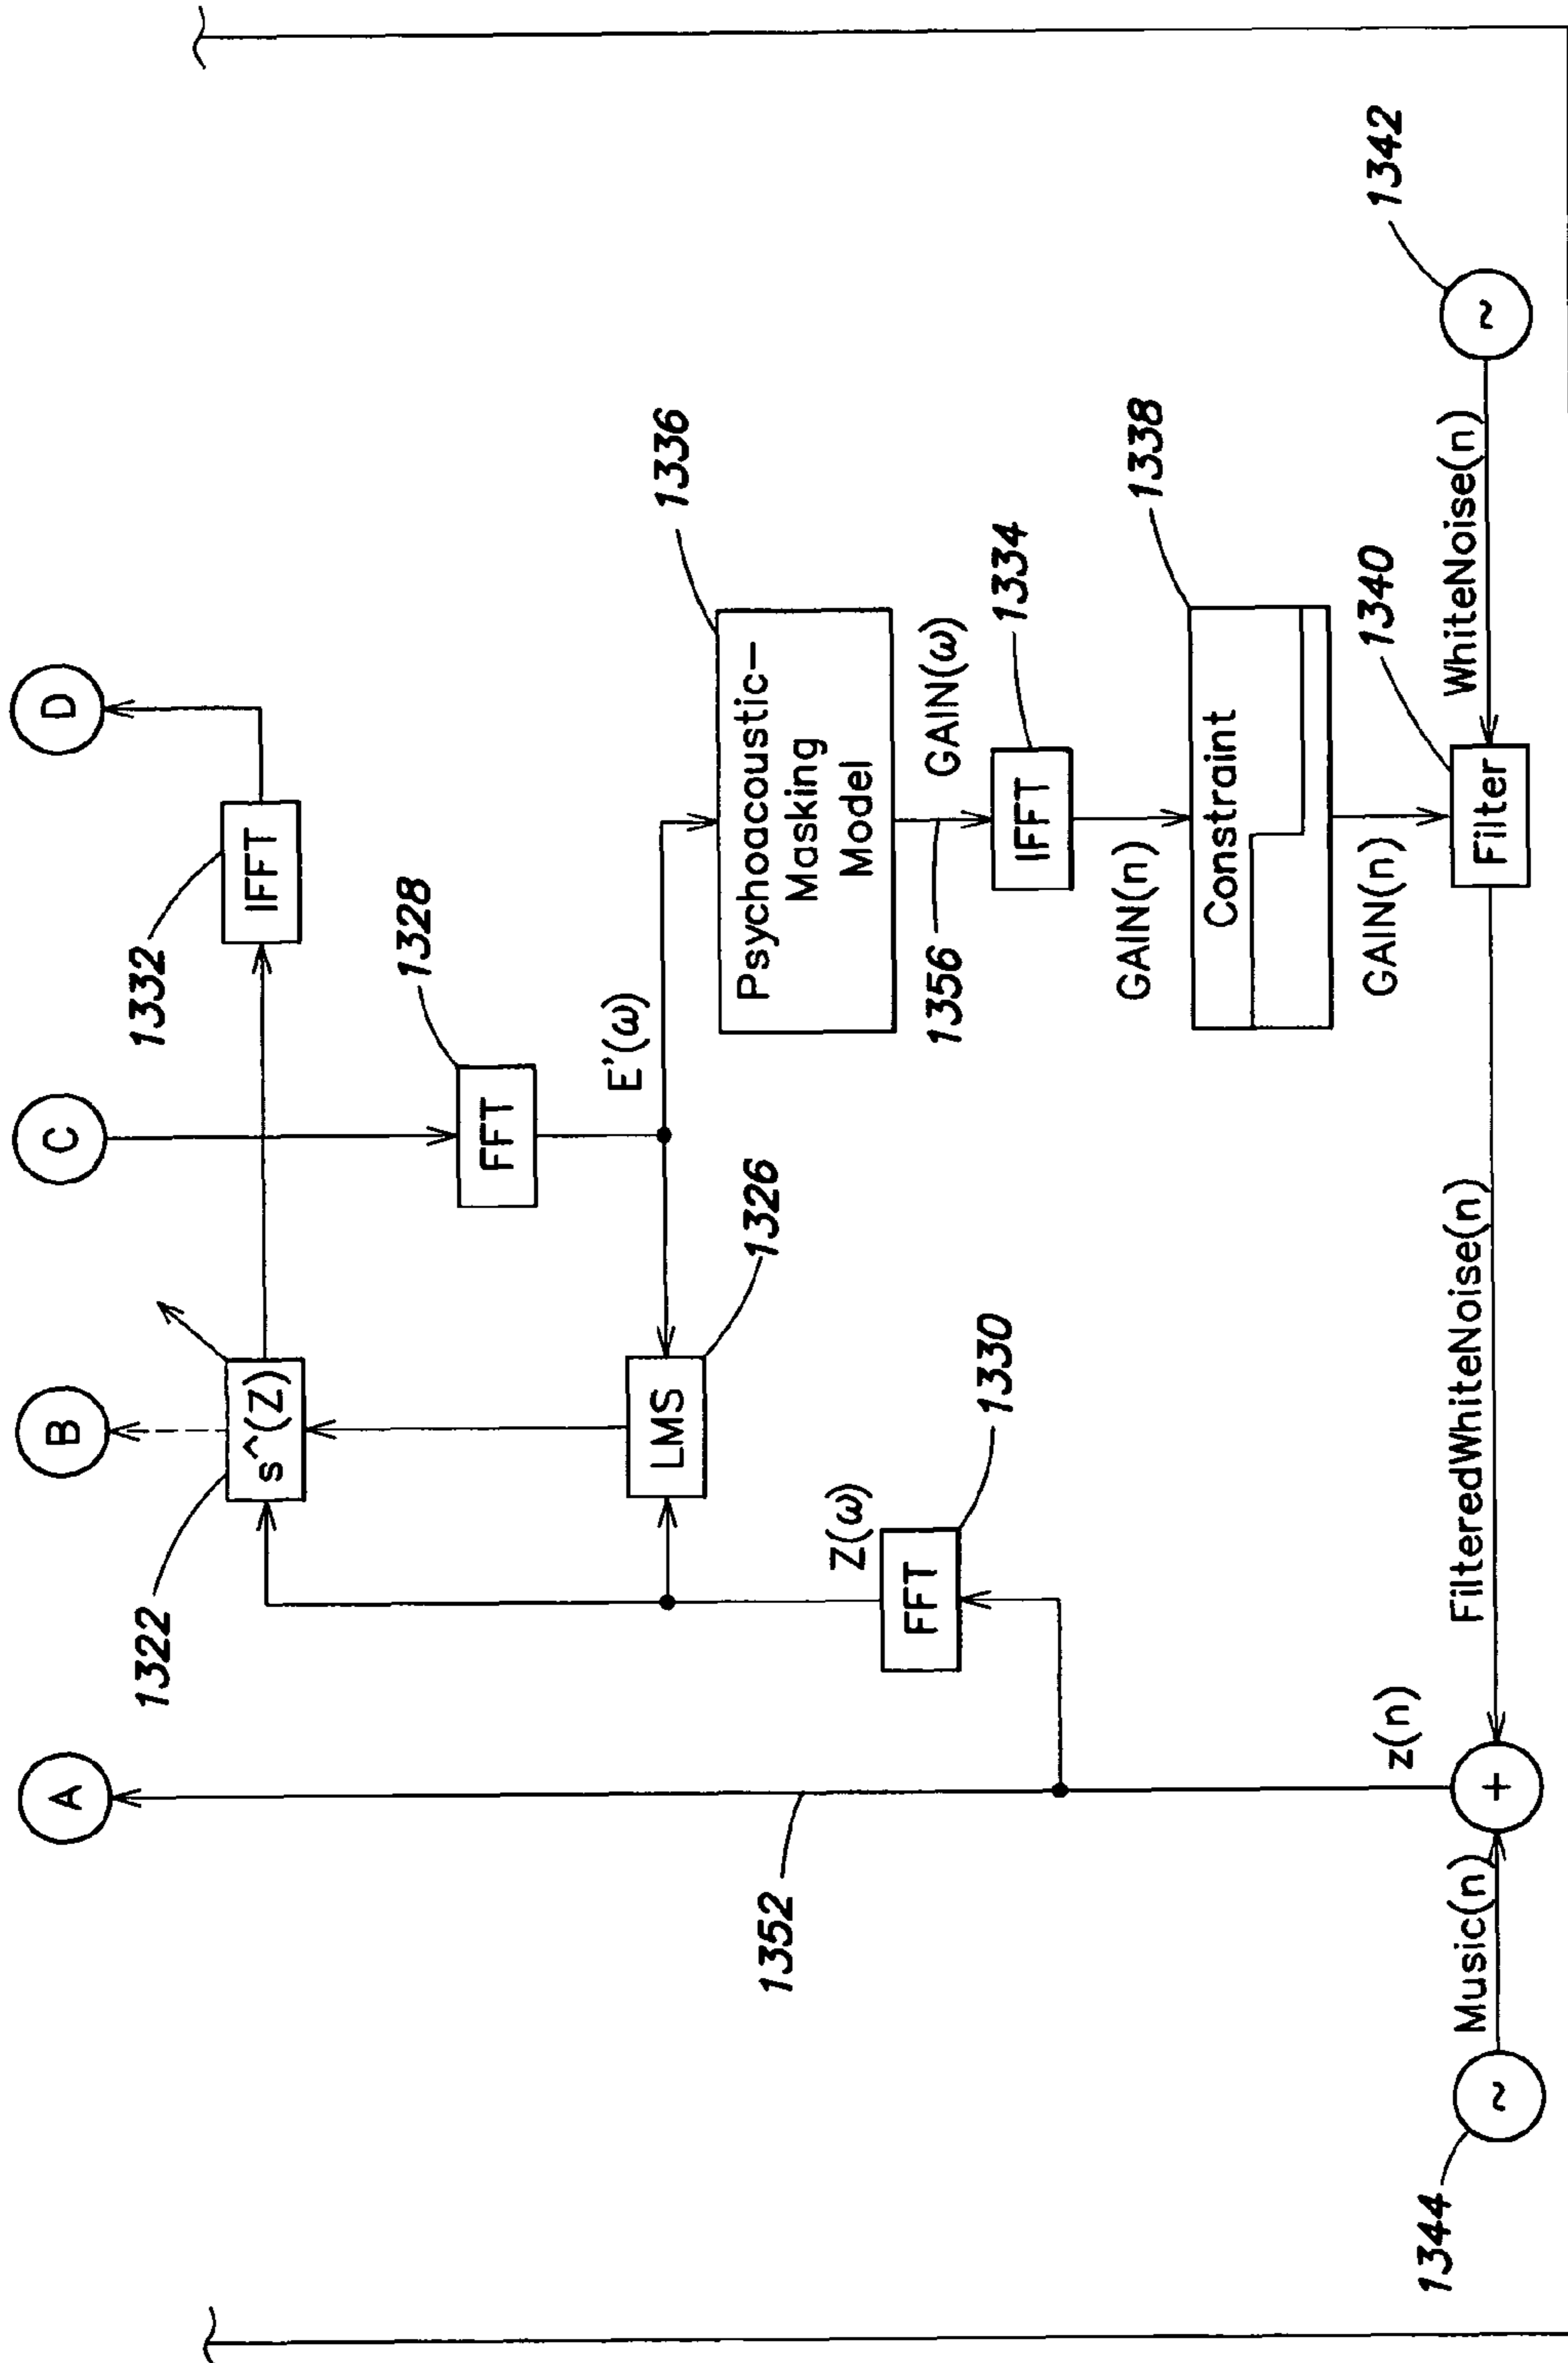 A
B
C
D
1322
s^(Z)
1332
IFFT
1328
FFT
E'(ω)
LMS
1326
Z(ω)
FFT
1330
1352
Psychoacoustic-
Masking
Model
1336
1356
GAIN(ω)
IFFT
1334
GAIN(n)
Constraint
1338
GAIN(n)
Filter
1340
WhiteNoise(n)
~
1342
FilteredWhiteNoise(n)
z(n)
+
Music(n)
~
1344